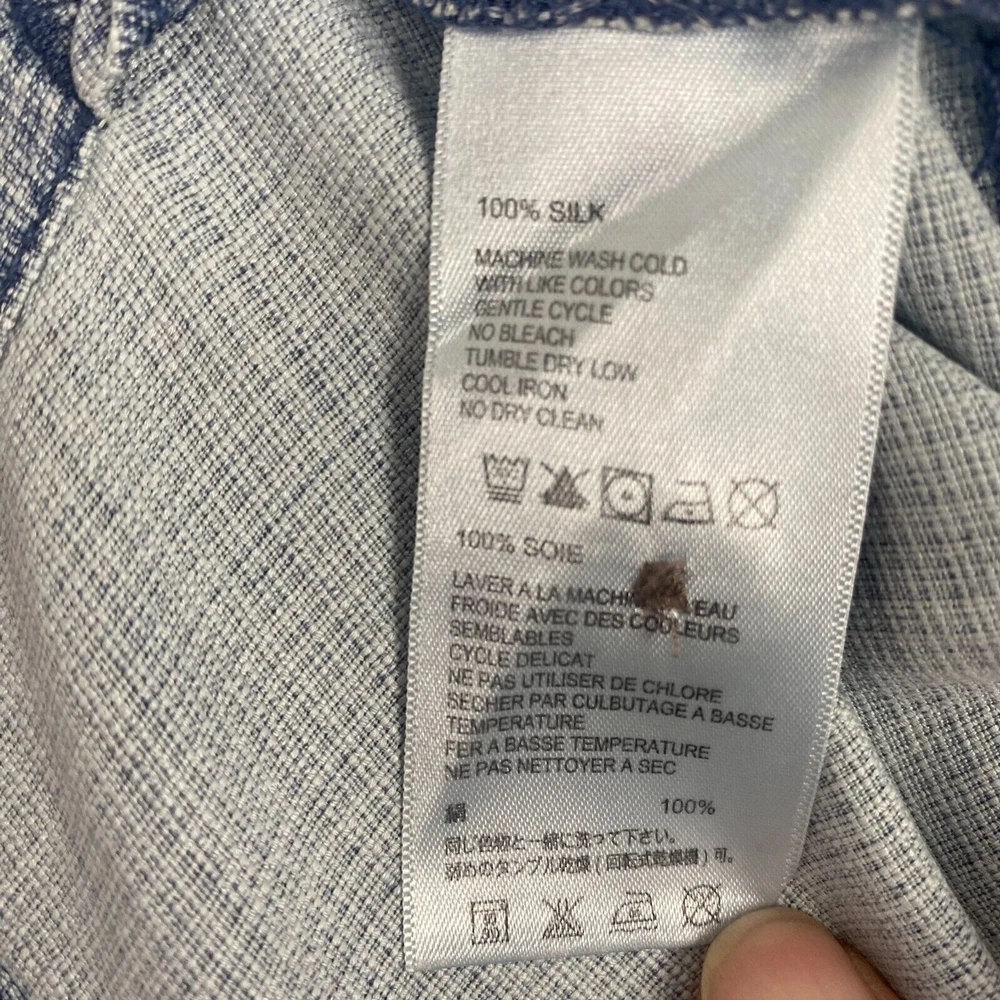 100% SILK
MACHINE WASH COLD
WITH LIKE COLORS
GENTLE CYCLE
NO BLEACH
TUMBLE DRY LOW
COOL IRON
NO DRY CLEAN
100% SOIE
LAVER A LA EAU
FROIDE AVEC DES COULEURS
SEMBLABLES
CYCLE DELICAT
NE PAS UTILISER DE CHLORE
SECHER PAR CULBUTAGE A BASSE
TEMPERATURE
FER A BASSE TEMPERATURE
NE PAS NETTOYER A SEC
絹 100%
同じ色物と一緒に洗って下さい。
弱めのタンブル乾燥(回転式乾燥機)可。